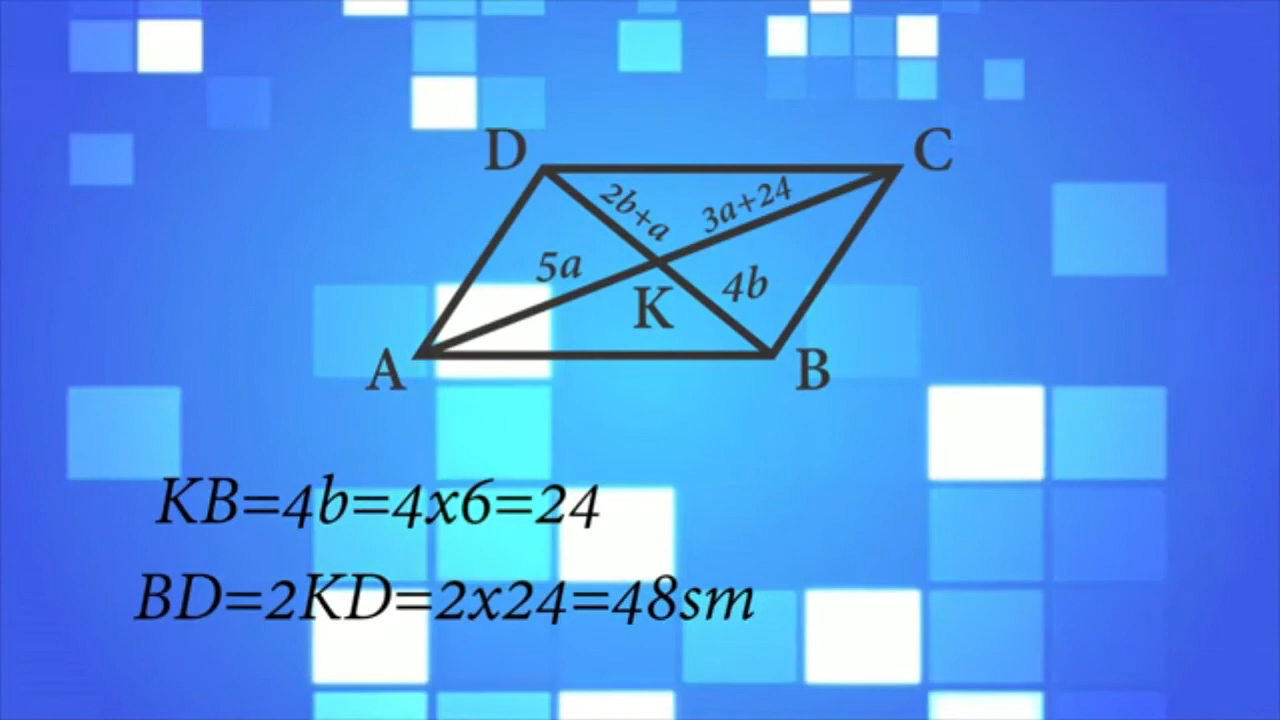 D
C
2b+a
3a+24
5a
4b
K
A
B
KB=4b=4x6=24
BD=2KD=2x24=48sm